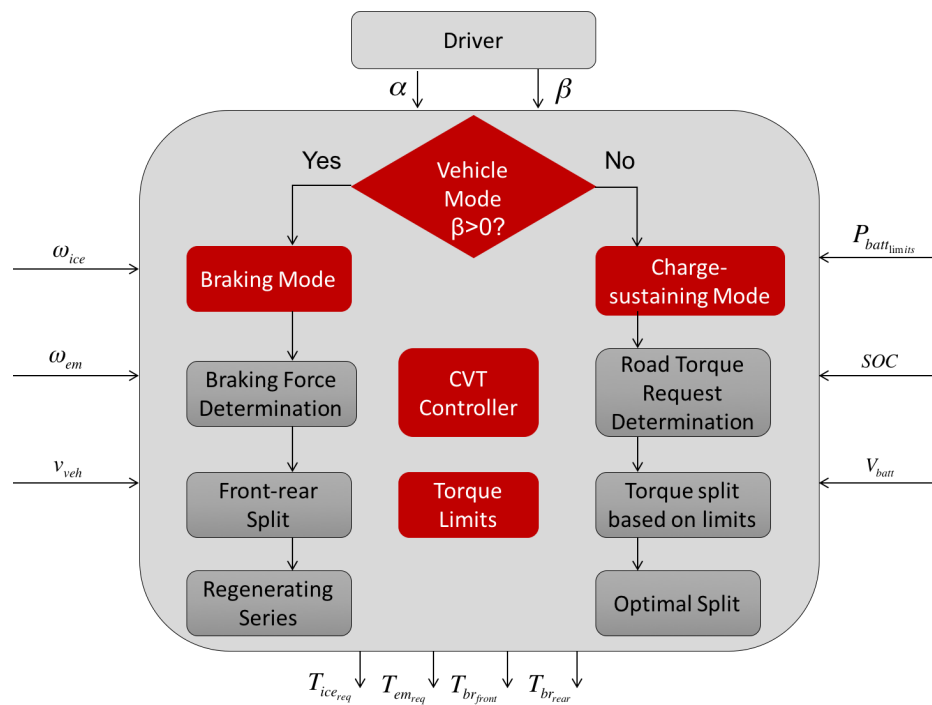 Driver
α
β
Yes
No
Vehicle
Mode
β>0?
ω_ice
P_batt_limits
Braking Mode
Charge-
sustaining Mode
ω_em
SOC
Braking Force
Determination
CVT
Controller
Road Torque
Request
Determination
v_veh
V_batt
Front-rear
Split
Torque
Limits
Torque split
based on limits
Regenerating
Series
Optimal Split
T_ice_req
T_em_req
T_br_front
T_br_rear